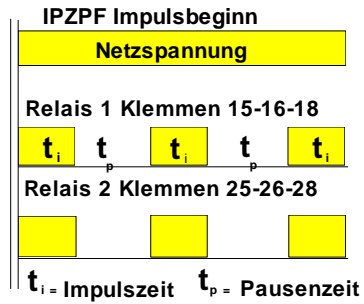 IPZPF Impulsbeginn
Netzspannung
Relais 1 Klemmen 15-16-18
ti tp ti tp ti
Relais 2 Klemmen 25-26-28
ti = Impulszeit tp = Pausenzeit